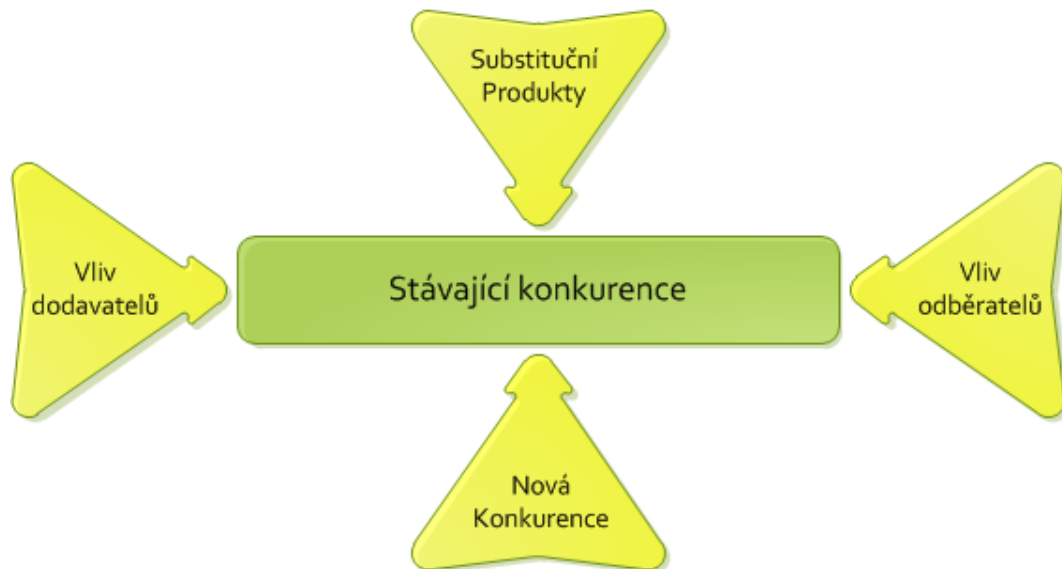 Substituční
Produkty
Vliv
dodavatelů
Stávající konkurence
Vliv
odběratelů
Nová
Konkurence